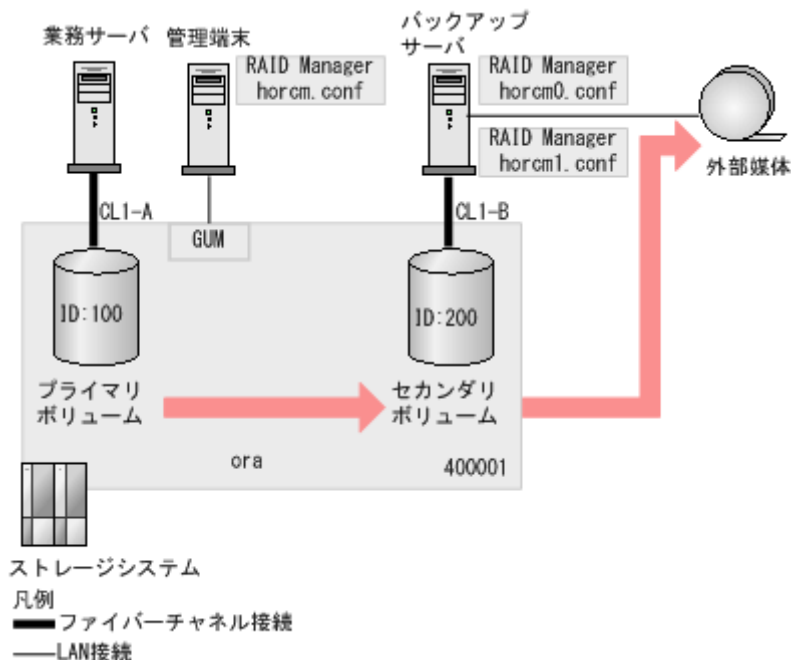 業務サーバ
管理端末
RAID Manager
horcm.conf
バックアップ
サーバ
RAID Manager
horcm0.conf
RAID Manager
horcm1.conf
外部媒体
CL1-A
GUM
CL1-B
ID:100
ID:200
プライマリ
ボリューム
セカンダリ
ボリューム
ora
400001
ストレージシステム
凡例
ファイバーチャネル接続
LAN接続